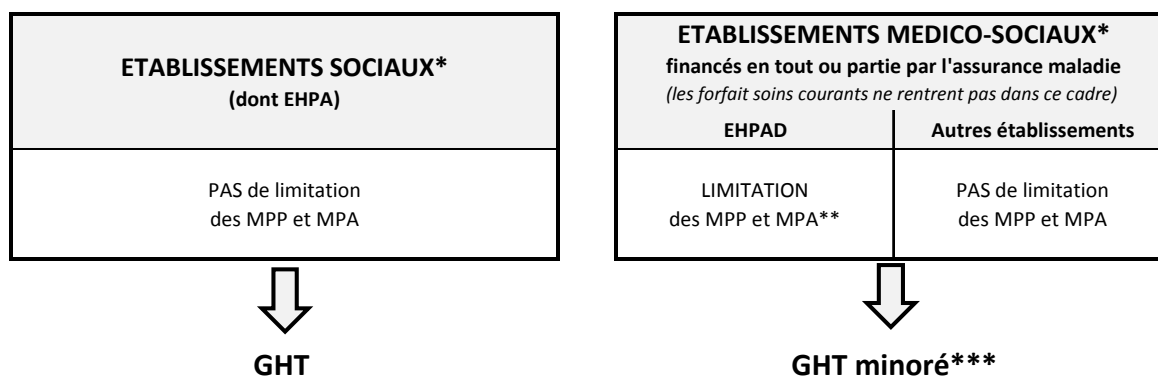 ETABLISSEMENTS SOCIAUX*
(dont EHPA)
PAS de limitation
des MPP et MPA
GHT
ETABLISSEMENTS MEDICO-SOCIAUX*
financés en tout ou partie par l'assurance maladie
(les forfait soins courants ne rentrent pas dans ce cadre)
EHPAD
Autres établissements
LIMITATION
des MPP et MPA**
PAS de limitation
des MPP et MPA
GHT minoré***